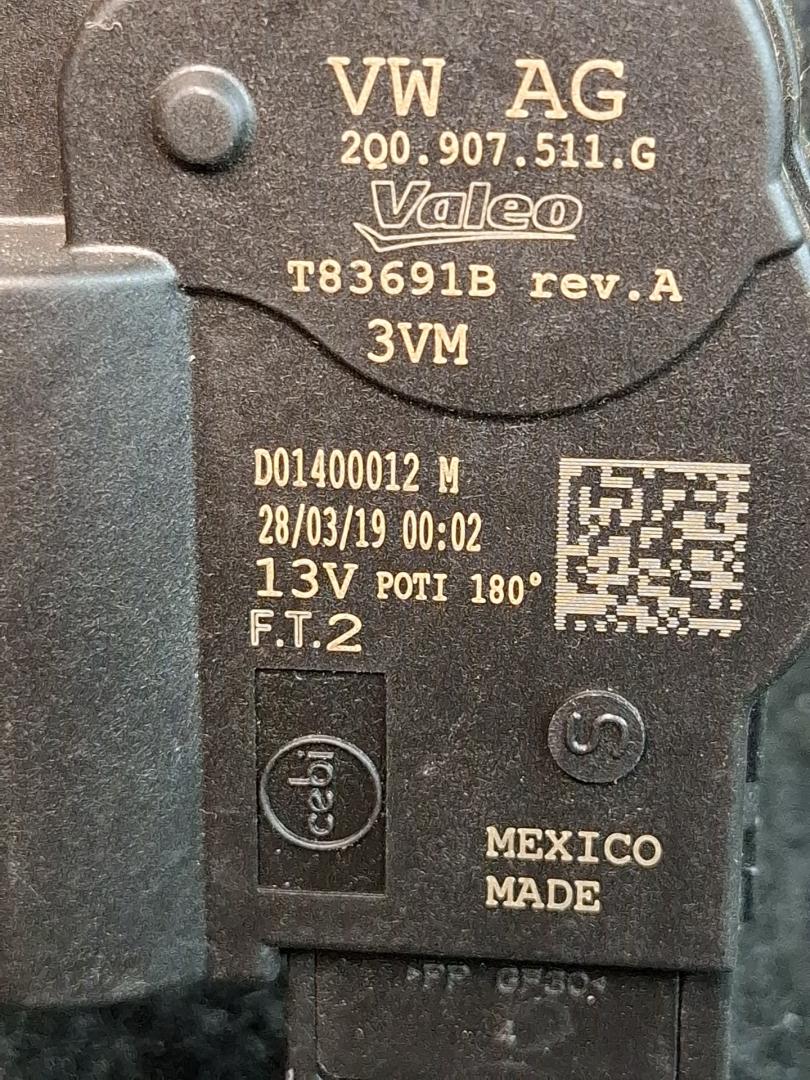 VW AG
2Q0.907.511.G
Valeo
T83691B rev.A
3VM
D01400012 M
28/03/19 00:02
13V POTI 180°
F.T.2
cebi
S
MEXICO
MADE
4